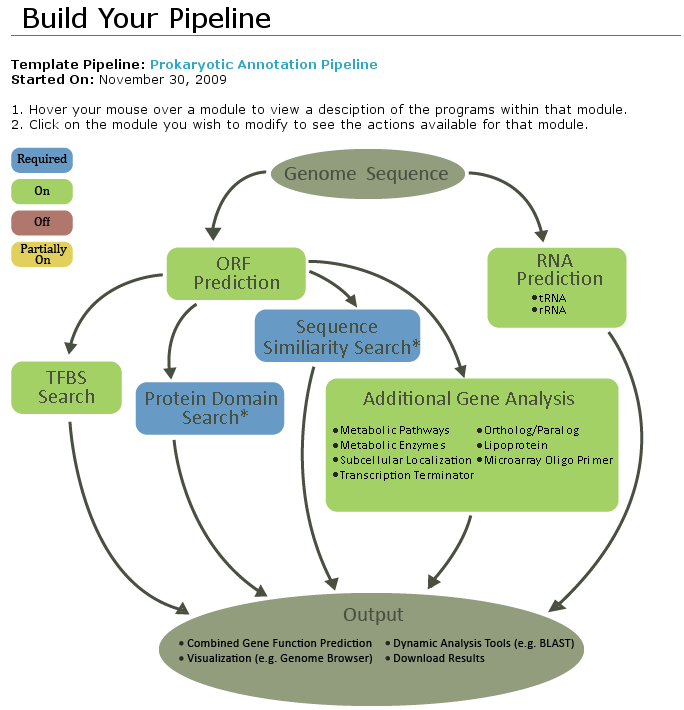 Build Your Pipeline
Template Pipeline: Prokaryotic Annotation Pipeline
Started On: November 30, 2009
1. Hover your mouse over a module to view a desciption of the programs within that module.
2. Click on the module you wish to modify to see the actions available for that module.
Required
On
Off
Partially
On
Genome Sequence
ORF
Prediction
RNA
Prediction
•tRNA
•rRNA
Sequence
Similiarity Search*
TFBS
Search
Protein Domain
Search*
Additional Gene Analysis
•Metabolic Pathways
•Metabolic Enzymes
•Subcellular Localization
•Transcription Terminator
•Ortholog/Paralog
•Lipoprotein
•Microarray Oligo Primer
Output
•Combined Gene Function Prediction
•Visualization (e.g. Genome Browser)
•Dynamic Analysis Tools (e.g. BLAST)
•Download Results